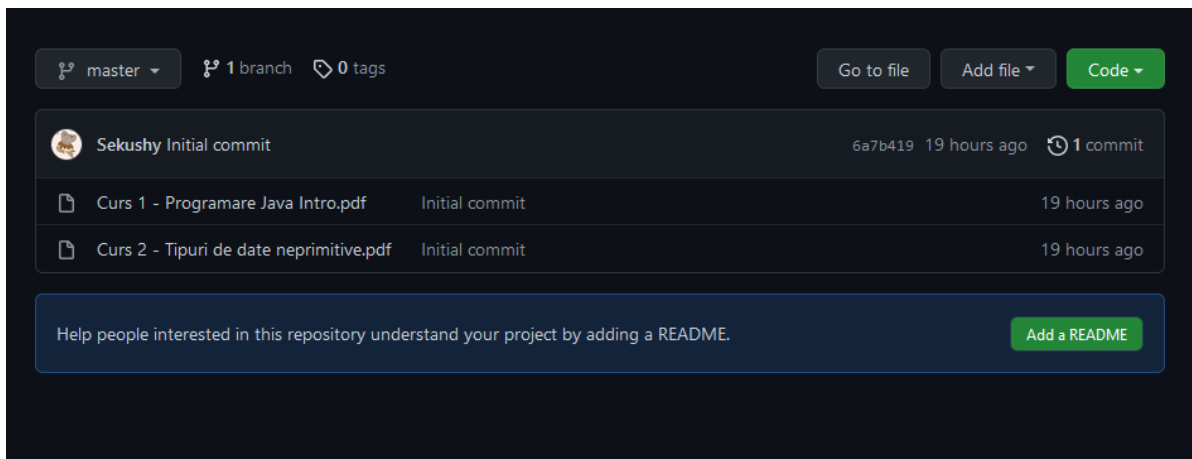 master 1 branch 0 tags Go to file Add file Code
Sekushy Initial commit 6a7b419 19 hours ago 1 commit
Curs 1 - Programare Java Intro.pdf Initial commit 19 hours ago
Curs 2 - Tipuri de date neprimitive.pdf Initial commit 19 hours ago
Help people interested in this repository understand your project by adding a README. Add a README